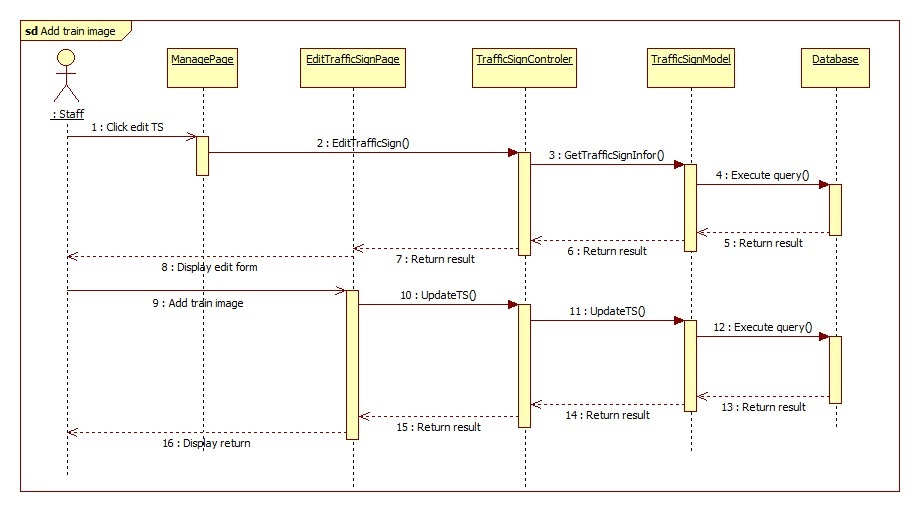 sd Add train image
ManagePage
EditTrafficSignPage
TrafficSignControler
TrafficSignModel
Database
: Staff
1 : Click edit TS
2 : EditTrafficSign()
3 : GetTrafficSignInfor()
4 : Execute query()
5 : Return result
6 : Return result
7 : Return result
8 : Display edit form
9 : Add train image
10 : UpdateTS()
11 : UpdateTS()
12 : Execute query()
13 : Return result
14 : Return result
15 : Return result
16 : Display return